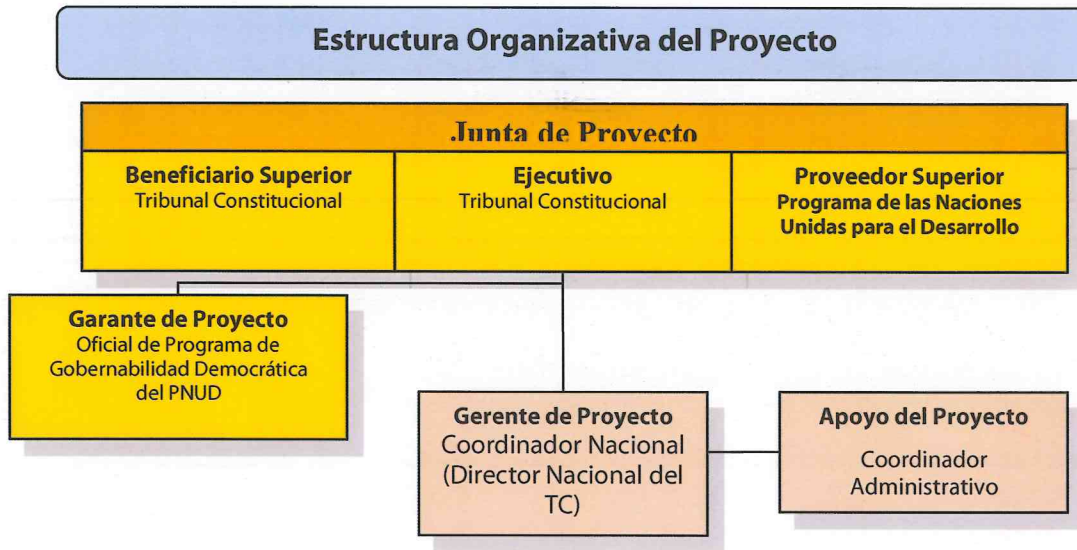 Estructura Organizativa del Proyecto
Junta de Proyecto
Beneficiario Superior
Tribunal Constitucional
Ejecutivo
Tribunal Constitucional
Proveedor Superior
Programa de las Naciones
Unidas para el Desarrollo
Garante de Proyecto
Oficial de Programa de
Gobernabilidad Democrática
del PNUD
Gerente de Proyecto
Coordinador Nacional
(Director Nacional del
TC)
Apoyo del Proyecto
Coordinador
Administrativo